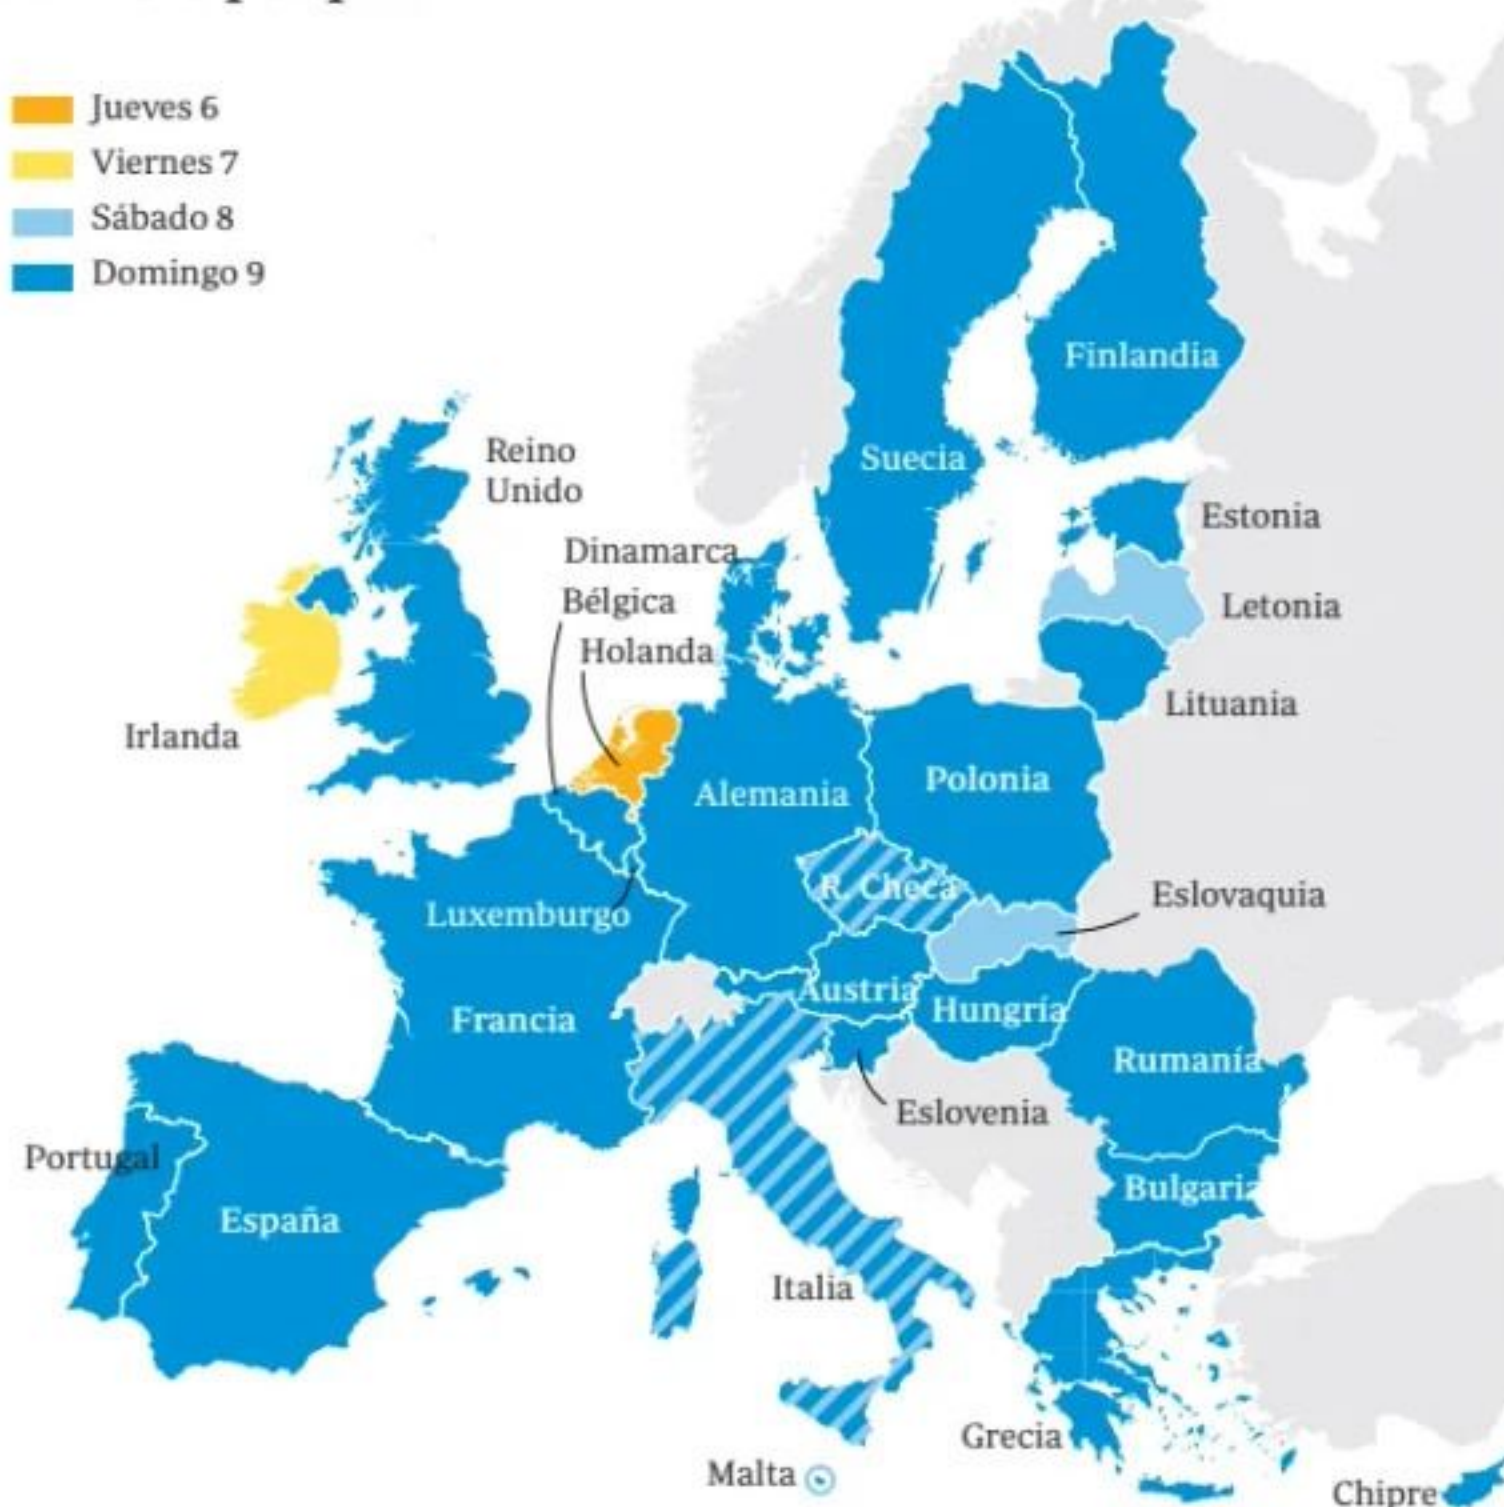 Jueves 6
Viernes 7
Sábado 8
Domingo 9
Finlandia
Suecia
Reino
Unido
Estonia
Dinamarca
Bélgica
Letonia
Holanda
Lituania
Irlanda
Alemania
Polonia
R. Checa
Eslovaquia
Luxemburgo
Austria
Hungría
Francia
Rumanía
Eslovenia
Portugal
Bulgaria
España
Italia
Grecia
Malta
Chipre